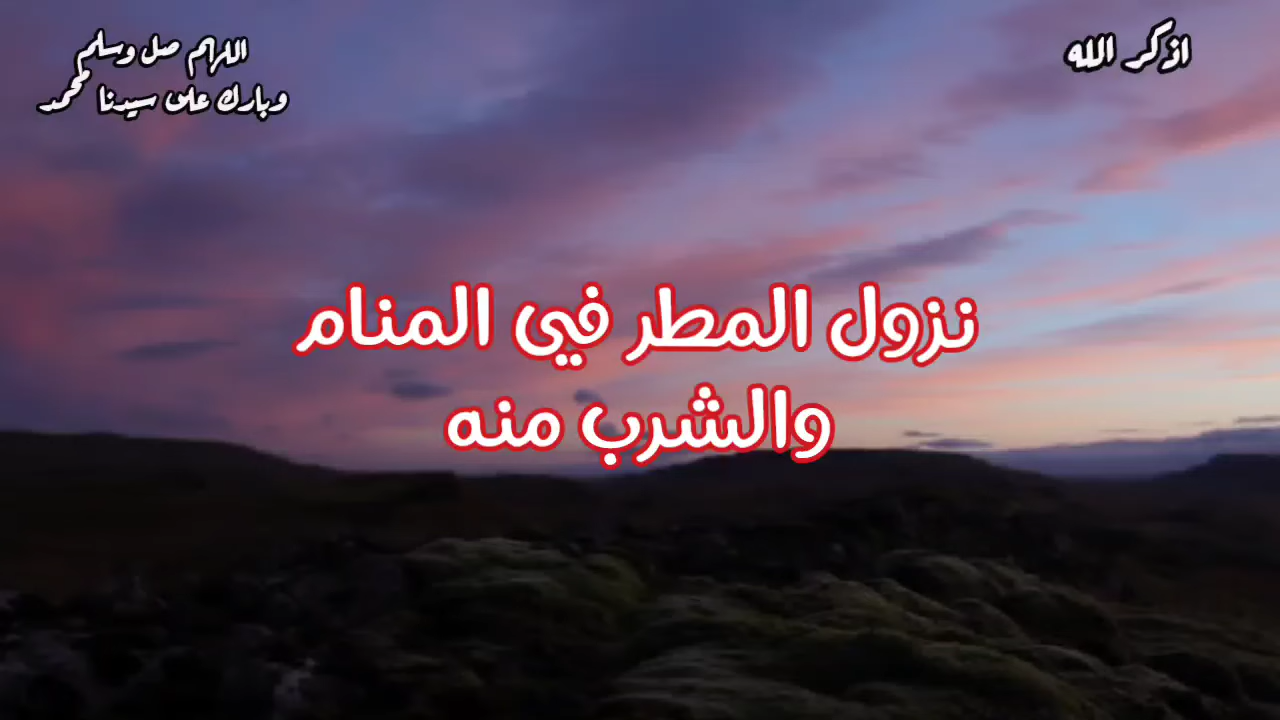 اذكر الله
اللهم صل وسلم
وبارك على سيدنا محمد
نزول المطر في المنام
والشرب منه